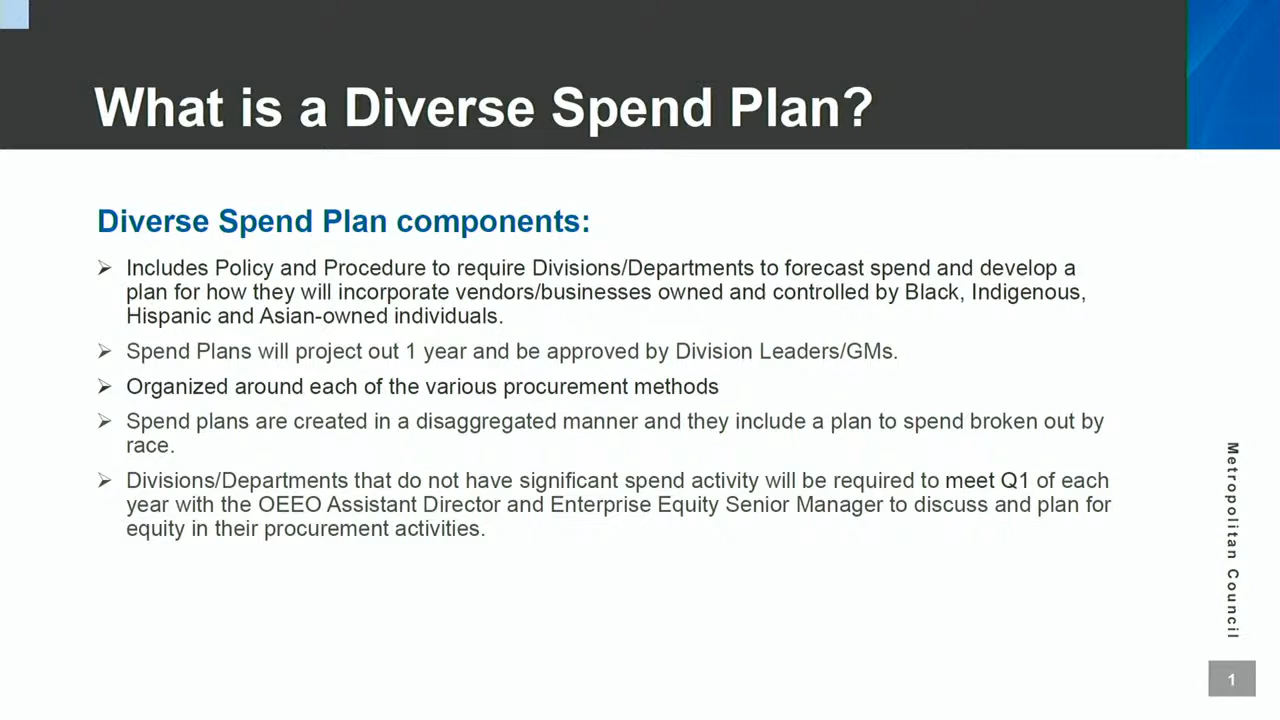 What is a Diverse Spend Plan?
Diverse Spend Plan components:
Includes Policy and Procedure to require Divisions/Departments to forecast spend and develop a
plan for how they will incorporate vendors/businesses owned and controlled by Black, Indigenous,
Hispanic and Asian-owned individuals.
Spend Plans will project out 1 year and be approved by Division Leaders/GMs.
Organized around each of the various procurement methods
Spend plans are created in a disaggregated manner and they include a plan to spend broken out by
race.
Divisions/Departments that do not have significant spend activity will be required to meet Q1 of each
year with the OEEO Assistant Director and Enterprise Equity Senior Manager to discuss and plan for
equity in their procurement activities.
Metropolitan Council
1